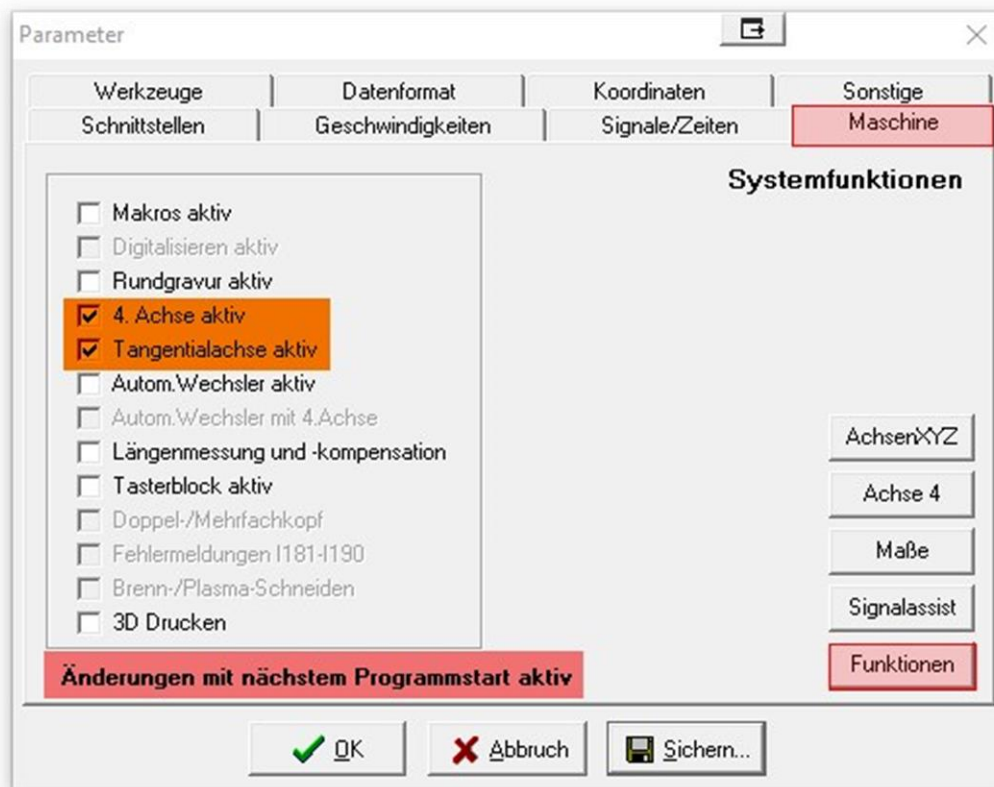 Parameter
Werkzeuge
Datenformat
Koordinaten
Sonstige
Schnittstellen
Geschwindigkeiten
Signale/Zeiten
Maschine
Systemfunktionen
Makros aktiv
Digitalisieren aktiv
Rundgravur aktiv
4. Achse aktiv
Tangentialachse aktiv
Autom.Wechsler aktiv
Autom.Wechsler mit 4.Achse
Längenmessung und -kompensation
Tasterblock aktiv
Doppel-/Mehrfachkopf
Fehlermeldungen I181-I190
Brenn-/Plasma-Schneiden
3D Drucken
AchsenXYZ
Achse 4
Maße
Signalassist
Funktionen
Änderungen mit nächstem Programmstart aktiv
OK
Abbruch
Sichern...